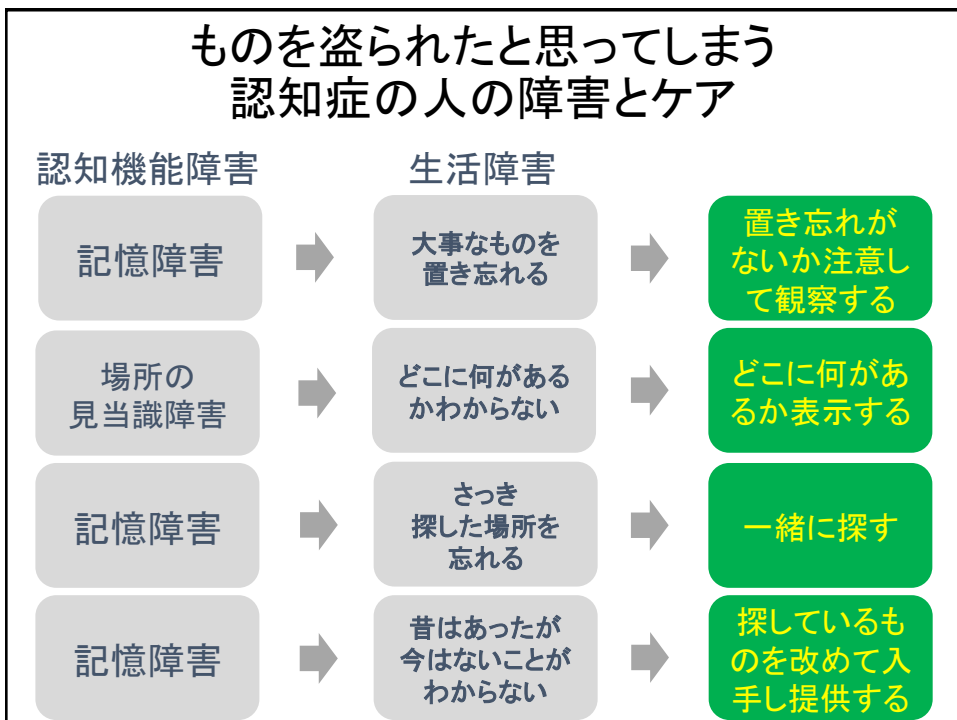 ものを盗られたと思ってしまう
認知症の人の障害とケア
認知機能障害
生活障害
記憶障害
大事なものを
置き忘れる
置き忘れが
ないか注意し
て観察する
場所の
見当識障害
どこに何がある
かわからない
どこに何があ
るか表示する
記憶障害
さっき
探した場所を
忘れる
一緒に探す
記憶障害
昔はあったが
今はないことが
わからない
探しているも
のを改めて入
手し提供する